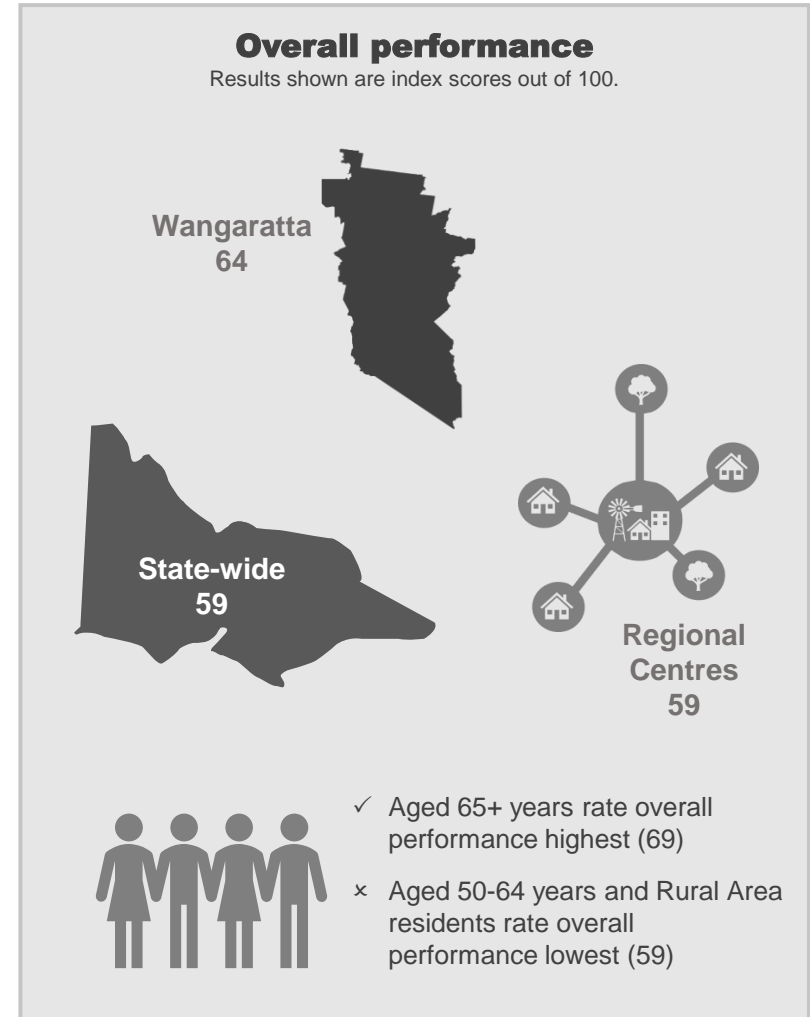 Overall performance
Results shown are index scores out of 100.
Wangaratta
64
State-wide
59
Regional
Centres
59
✓ Aged 65+ years rate overall
performance highest (69)
× Aged 50-64 years and Rural Area
residents rate overall
performance lowest (59)